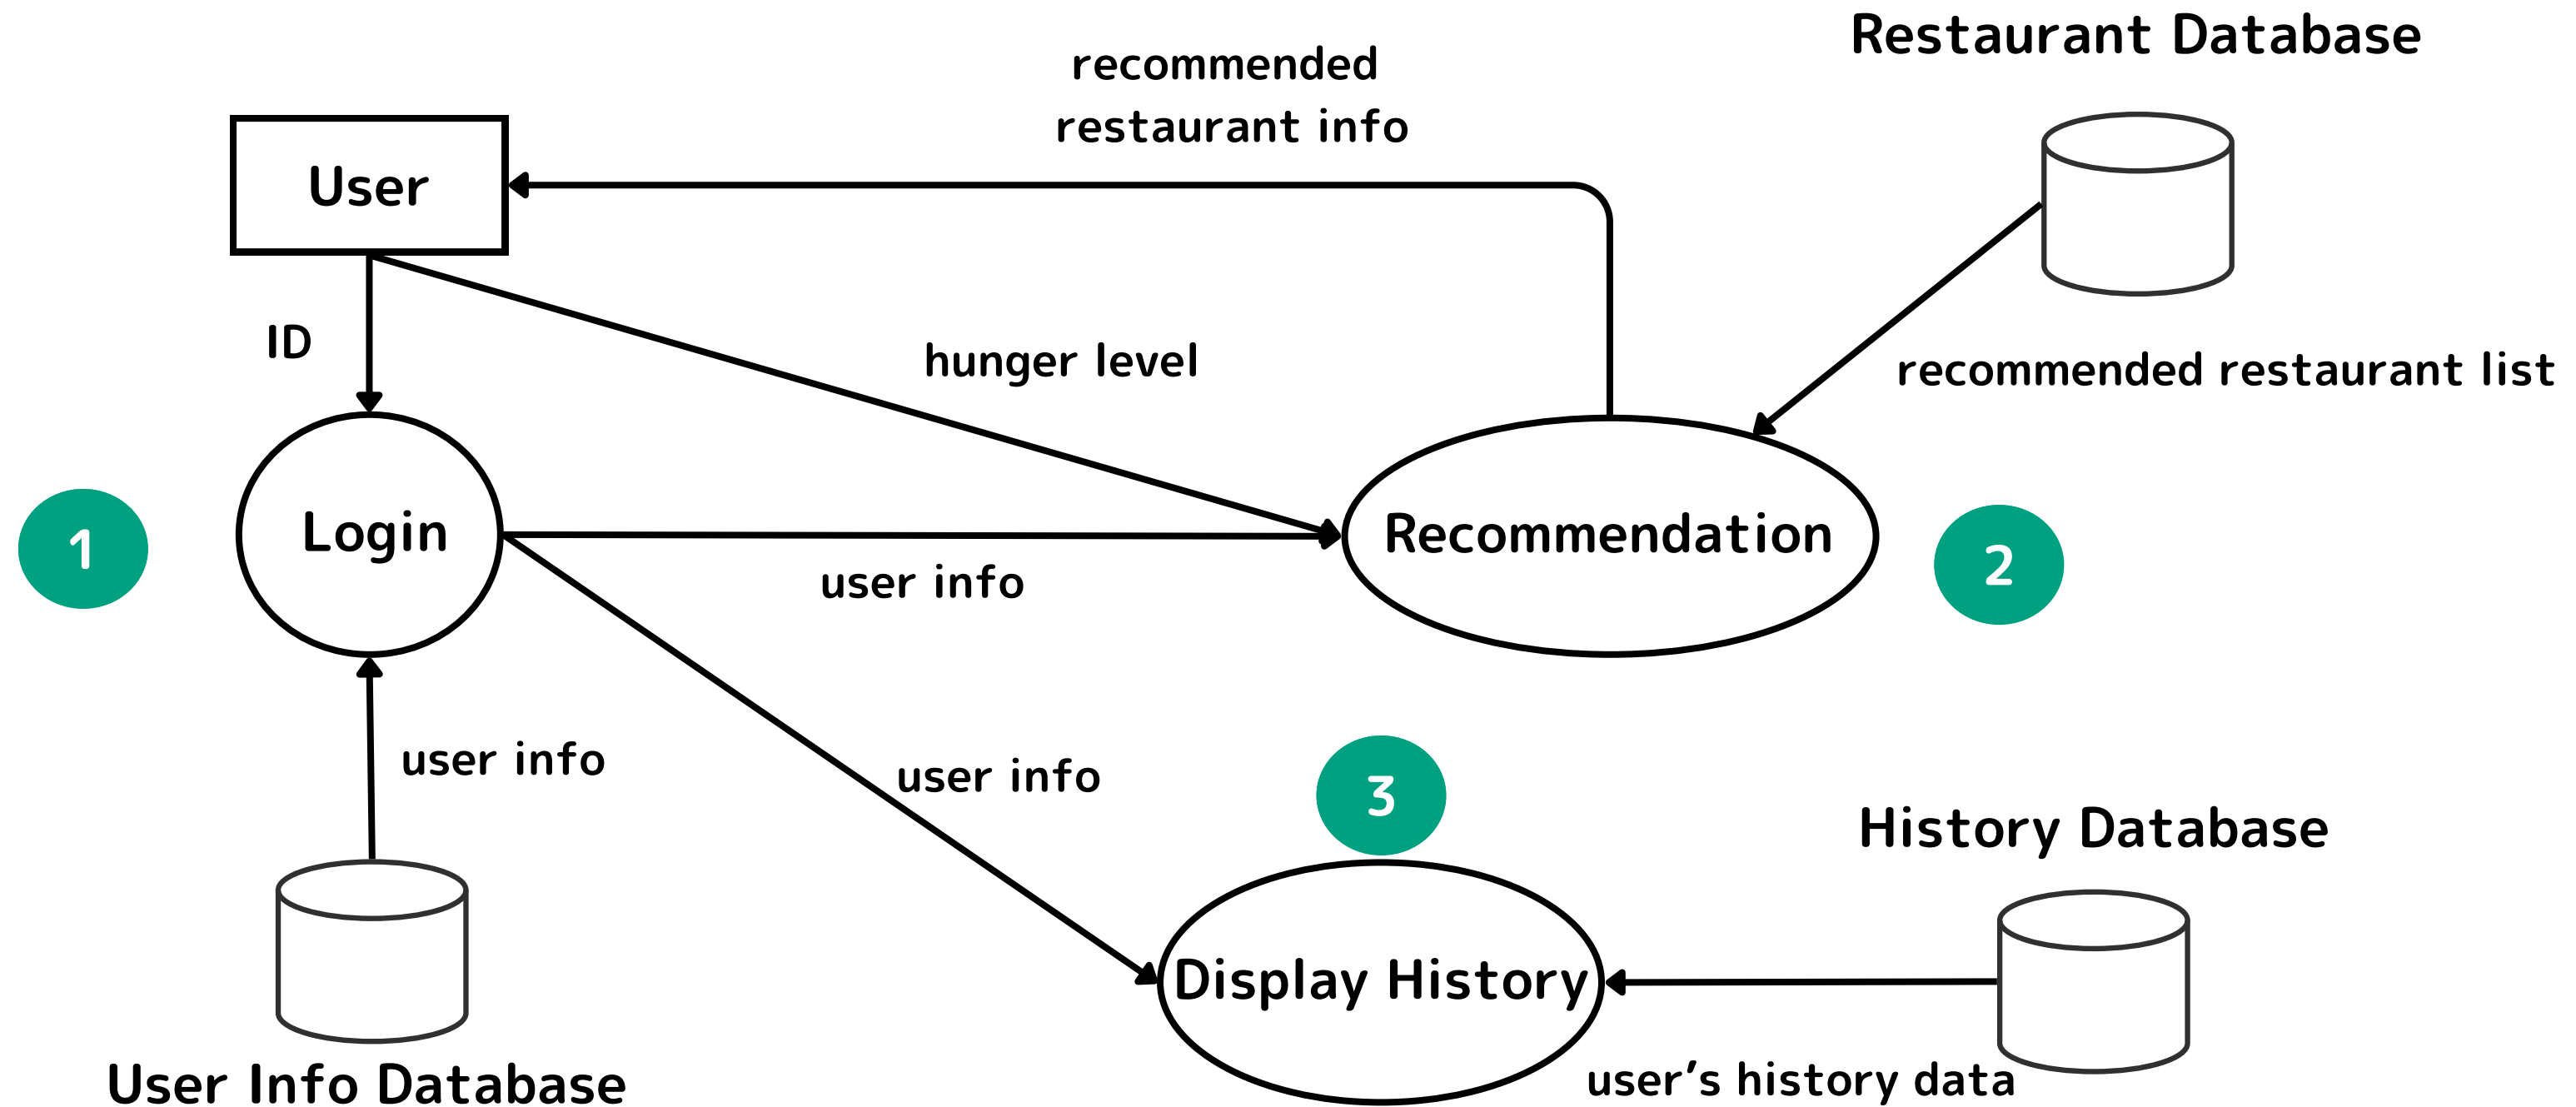 Restaurant Database
recommended
restaurant info
User
ID
hunger level
recommended restaurant list
Login
Recommendation
1
2
user info
user info
user info
3
History Database
Display History
user's history data
User Info Database